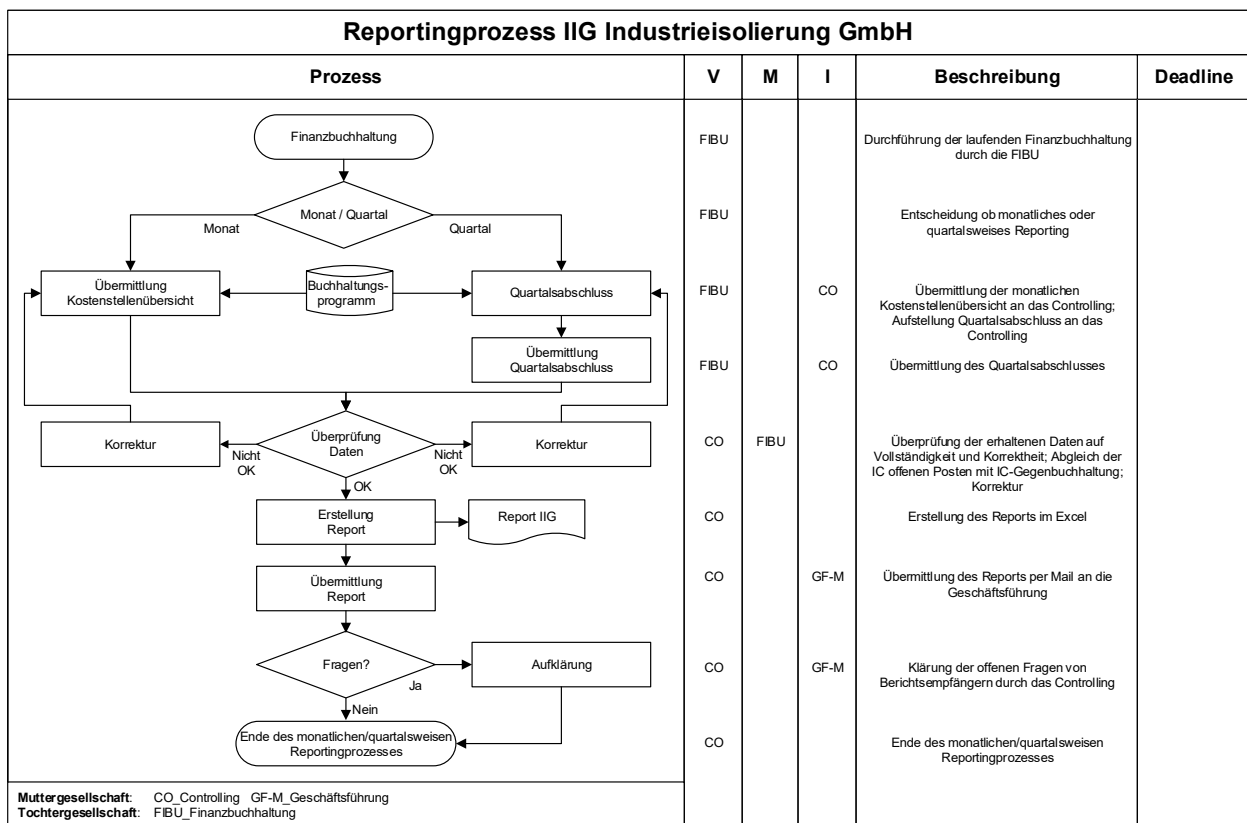 Reportingprozess IIG Industrieisolierung GmbH
Prozess V M I Beschreibung Deadline
Finanzbuchhaltung
FIBU
Durchführung der laufenden Finanzbuchhaltung
durch die FIBU
Monat / Quartal
Monat
Quartal
FIBU
Entscheidung ob monatliches oder
quartalsweises Reporting
Übermittlung
Kostenstellenübersicht
Buchhaltungs-
programm
Quartalsabschluss
FIBU
CO
Übermittlung der monatlichen
Kostenstellenübersicht an das Controlling;
Aufstellung Quartalsabschluss an das
Controlling
Übermittlung
Quartalsabschluss
FIBU
CO
Übermittlung des Quartalsabschlusses
Korrektur
Nicht
OK
Überprüfung
Daten
Nicht
OK
Korrektur
OK
CO
FIBU
Überprüfung der erhaltenen Daten auf
Vollständigkeit und Korrektheit; Abgleich der
IC offenen Posten mit IC-Gegenbuchhaltung;
Korrektur
Erstellung
Report
Report IIG
CO
Erstellung des Reports im Excel
Übermittlung
Report
CO
GF-M
Übermittlung des Reports per Mail an die
Geschäftsführung
Fragen?
Ja
Aufklärung
Nein
CO
GF-M
Klärung der offenen Fragen von
Berichtsempfängern durch das Controlling
Ende des monatlichen/quartalsweisen
Reportingprozesses
CO
Ende des monatlichen/quartalsweisen
Reportingprozesses
Muttergesellschaft: CO_Controlling GF-M_Geschäftsführung
Tochtergesellschaft: FIBU_Finanzbuchhaltung